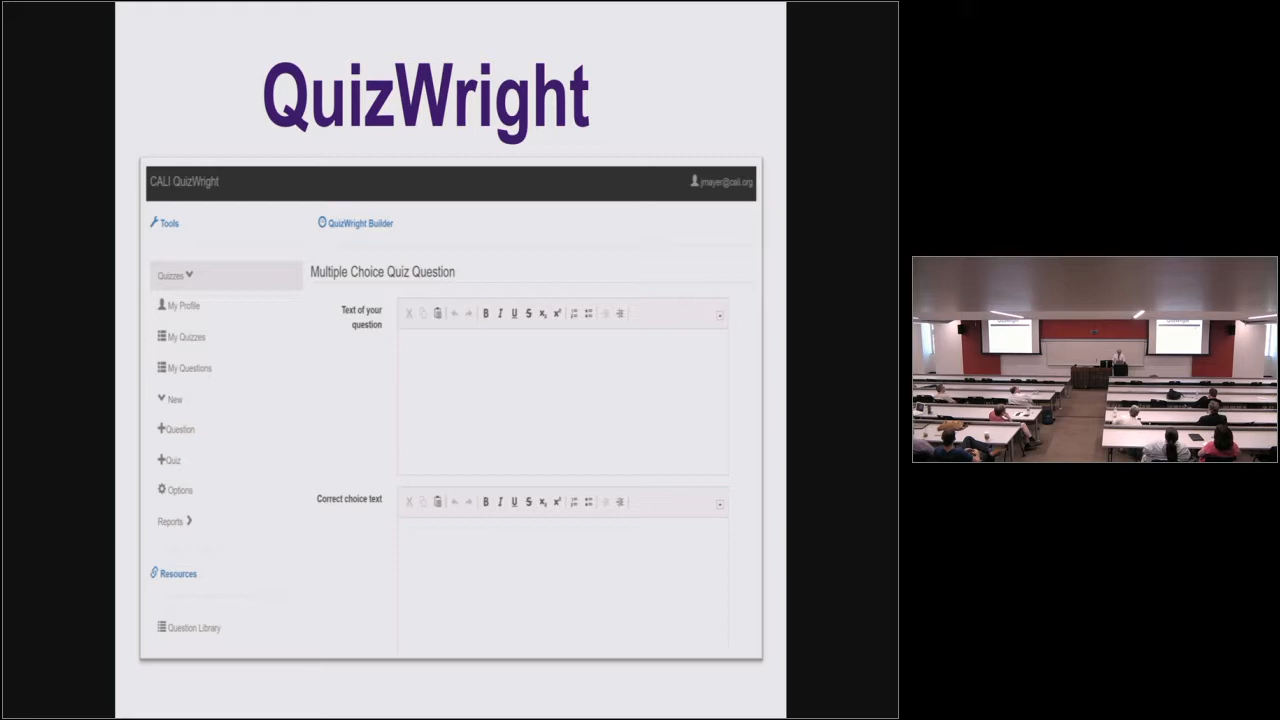 QuizWright
CALI QuizWright
jmayer@cali.org
Tools
QuizWright Builder
Quizzes
Multiple Choice Quiz Question
My Profile
Text of your
question
My Quizzes
My Questions
New
Question
Quiz
Options
Correct choice text
Reports
Resources
Question Library